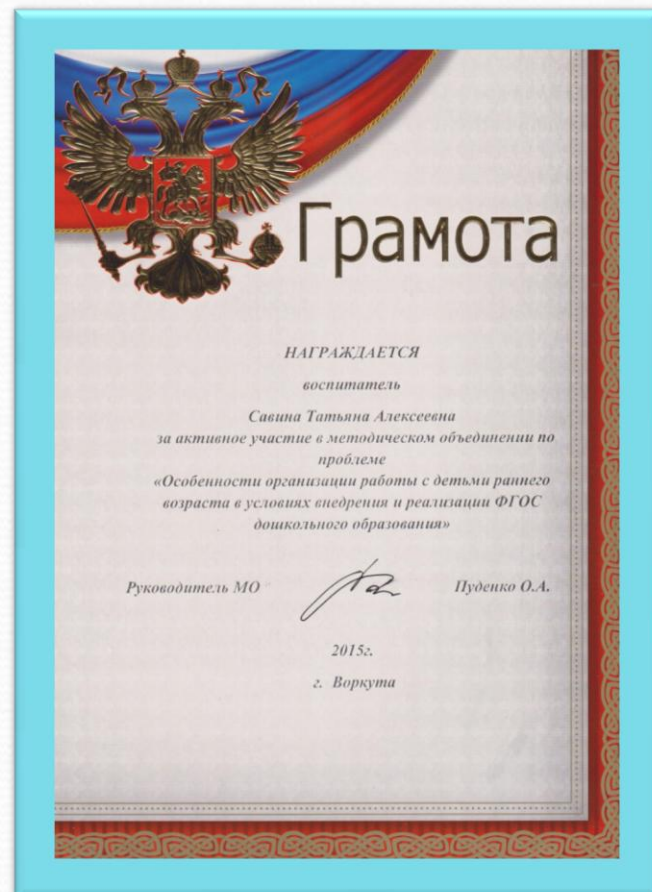 Грамота
НАГРАЖДАЕТСЯ
воспитатель
Савина Татьяна Алексеевна
за активное участие в методическом объединении по
проблеме
«Особенности организации работы с детьми раннего
возраста в условиях внедрения и реализации ФГОС
дошкольного образования»
Руководитель МО Пуденко О.А.
2015г.
г. Воркута